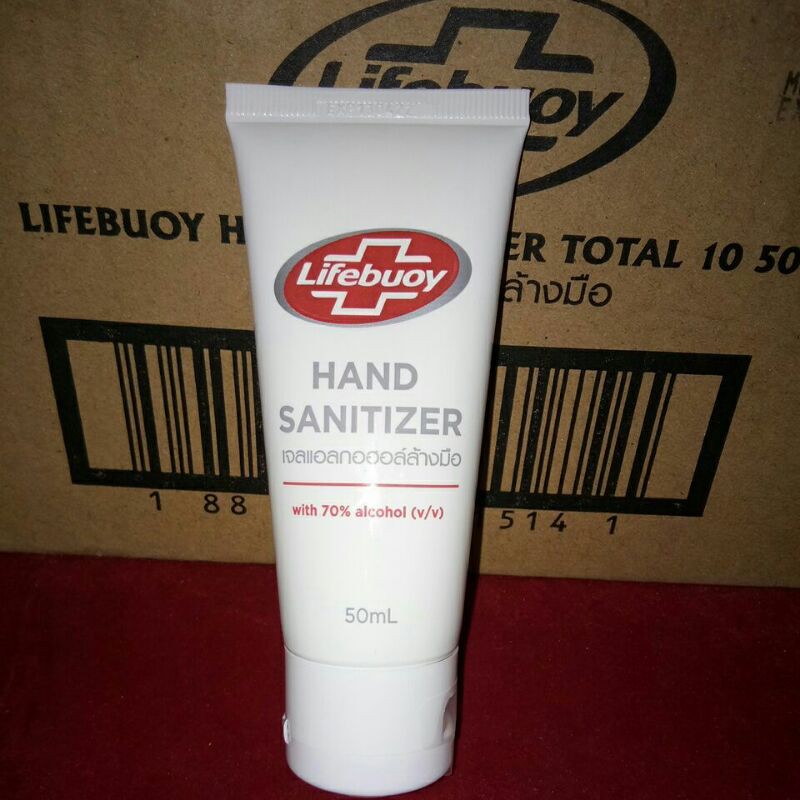 Lifebuoy
LIFEBUOY H ER TOTAL 10 50
ล้างมือ
1 88 514 1
Lifebuoy
HAND
SANITIZER
เจลแอลกอฮอล์ล้างมือ
with 70% alcohol (v/v)
50mL